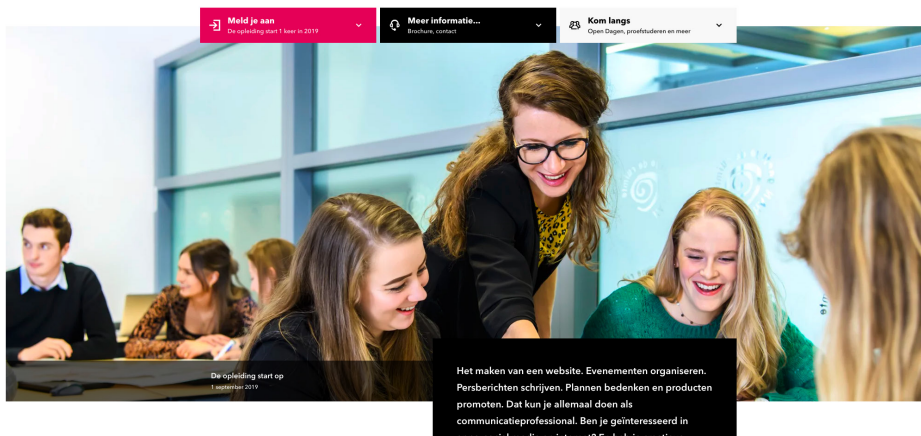 Meld je aan
De opleiding start 1 keer in 2019
Meer informatie...
Brochure, contact
Kom langs
Open Dagen, proefstuderen en meer
De opleiding start op
1 september 2019
Het maken van een website. Evenementen organiseren.
Persberichten schrijven. Plannen bedenken en producten
promoten. Dat kun je allemaal doen als
communicatieprofessional. Ben je geïnteresseerd in